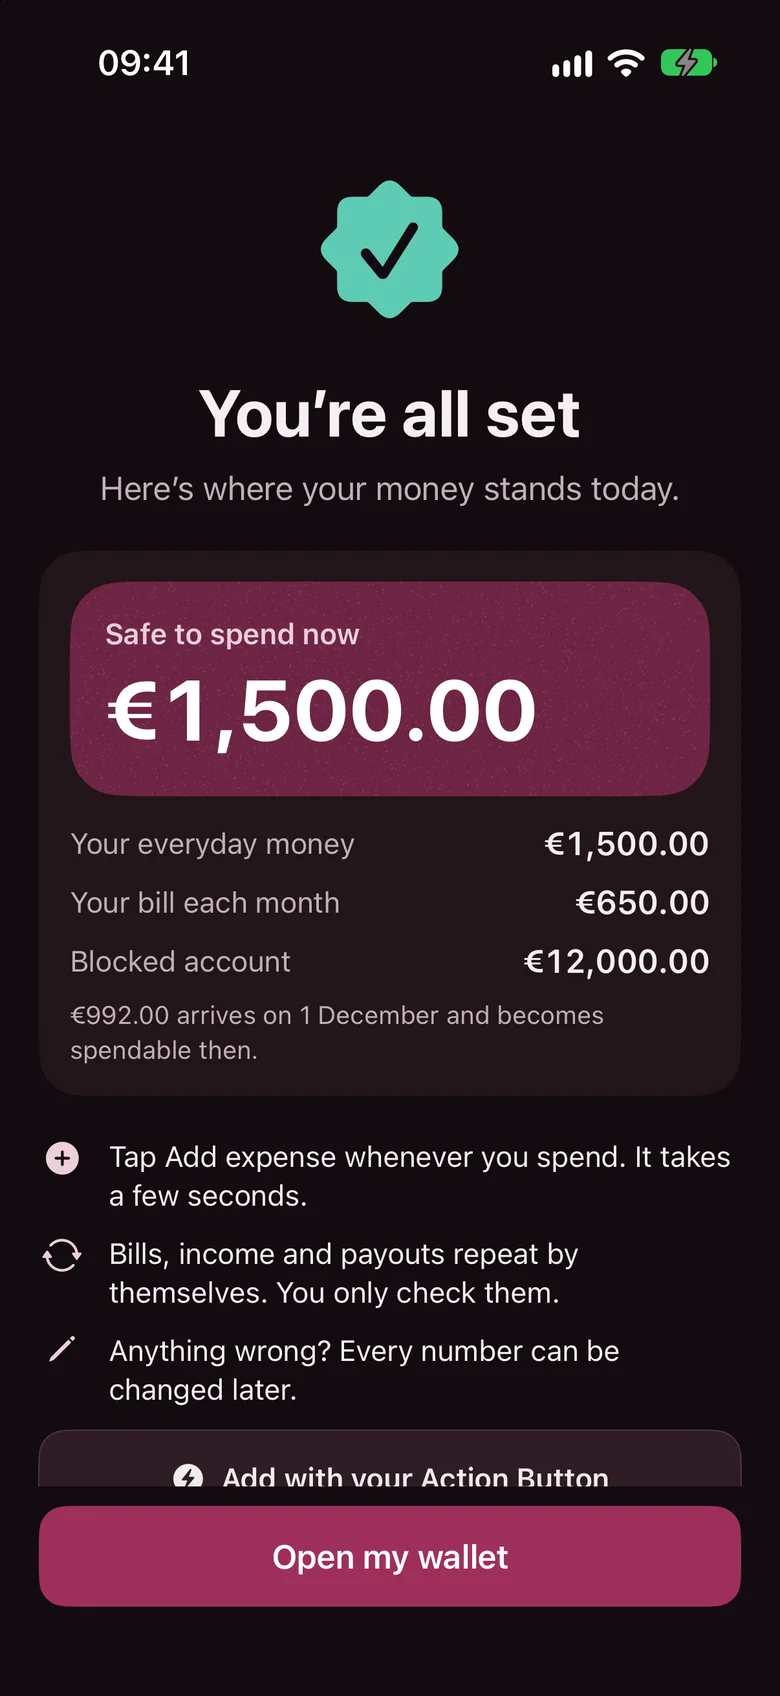 09:41
You’re all set
Here’s where your money stands today.
Safe to spend now
€1,500.00
Your everyday money €1,500.00
Your bill each month €650.00
Blocked account €12,000.00
€992.00 arrives on 1 December and becomes
spendable then.
Tap Add expense whenever you spend. It takes
a few seconds.
Bills, income and payouts repeat by
themselves. You only check them.
Anything wrong? Every number can be
changed later.
Add with your Action Button
Open my wallet